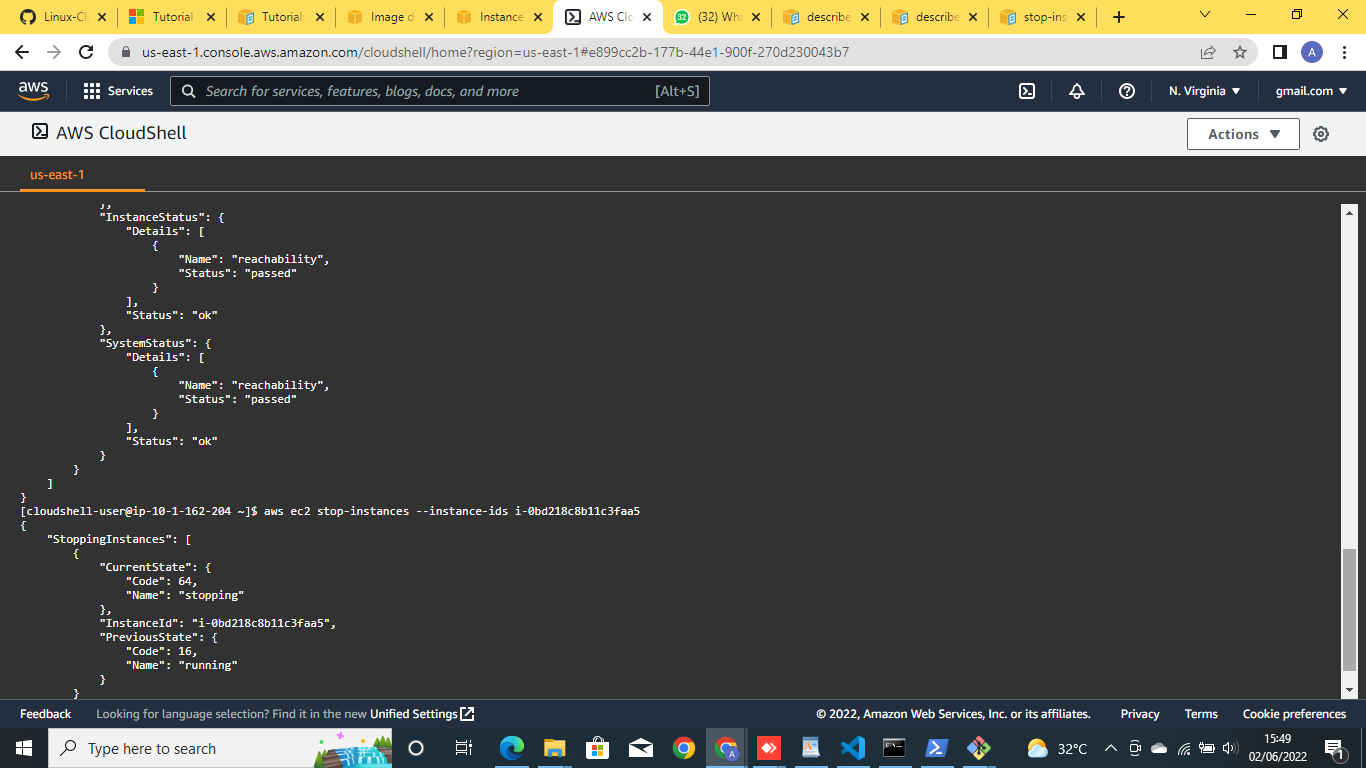 Linux-Cl
Tutorial
Tutorial:
Image d
Instance
AWS Clo
32
(32) Wha
describe
describe
stop-ins
us-east-1.console.aws.amazon.com/cloudshell/home?region=us-east-1#e899cc2b-177b-44e1-900f-270d230043b7
A
aws
Services
Search for services, features, blogs, docs, and more
[Alt+S]
N. Virginia
gmail.com
AWS CloudShell
Actions
us-east-1
},
"InstanceStatus": {
"Details": [
{
"Name": "reachability",
"Status": "passed"
}
],
"Status": "ok"
},
"SystemStatus": {
"Details": [
{
"Name": "reachability",
"Status": "passed"
}
],
"Status": "ok"
}
}
]
}
[cloudshell-user@ip-10-1-162-204 ~]$ aws ec2 stop-instances --instance-ids i-0bd218c8b11c3faa5
{
"StoppingInstances": [
{
"CurrentState": {
"Code": 64,
"Name": "stopping"
},
"InstanceId": "i-0bd218c8b11c3faa5",
"PreviousState": {
"Code": 16,
"Name": "running"
}
}
Feedback
Looking for language selection? Find it in the new Unified Settings
© 2022, Amazon Web Services, Inc. or its affiliates.
Privacy
Terms
Cookie preferences
Type here to search
A
32°C
15:49
02/06/2022
1